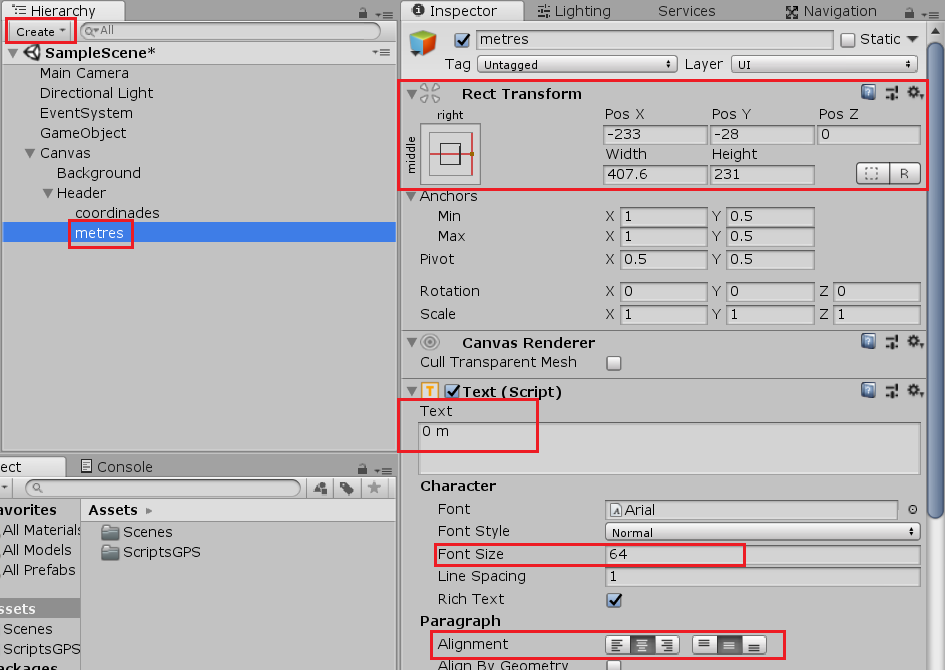 Hierarchy
Create
All
SampleScene*
Main Camera
Directional Light
EventSystem
GameObject
Canvas
Background
Header
coordinades
metres
ect
Console
avorites
All Materials
All Models
All Prefabs
ssets
Scenes
ScriptsGPS
ackages
Assets
Scenes
ScriptsGPS
Inspector Lighting Services Navigation
metres Static
Tag Untagged Layer UI
Rect Transform
right
middle
Pos X Pos Y Pos Z
-233 -28 0
Width Height
407.6 231
R
Anchors
Min X 1 Y 0.5
Max X 1 Y 0.5
Pivot X 0.5 Y 0.5
Rotation X 0 Y 0 Z 0
Scale X 1 Y 1 Z 1
Canvas Renderer
Cull Transparent Mesh
T Text (Script)
Text
0 m
Character
Font Arial
Font Style Normal
Font Size 64
Line Spacing 1
Rich Text
Paragraph
Alignment
Align By Geometry